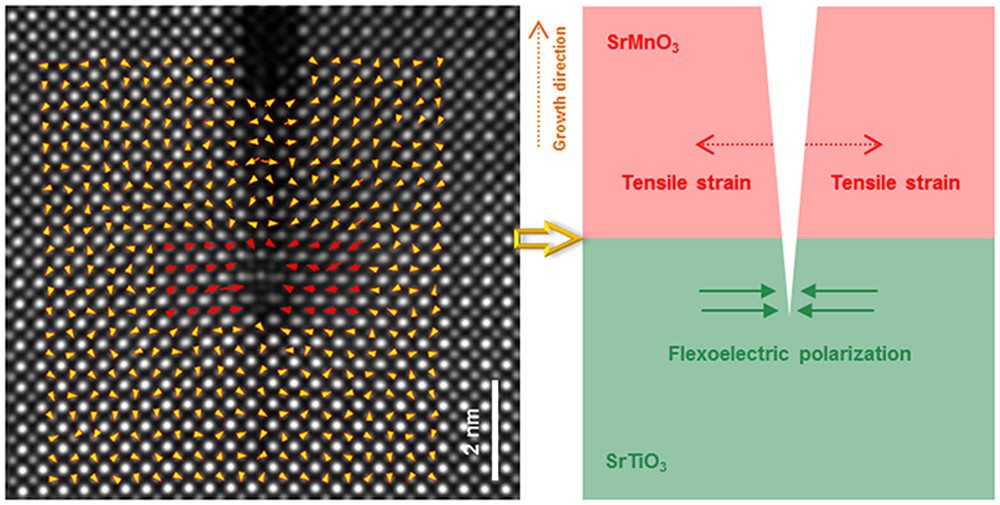 2 nm
Growth direction
SrMnO₃
Tensile strain
Tensile strain
Flexoelectric polarization
SrTiO₃